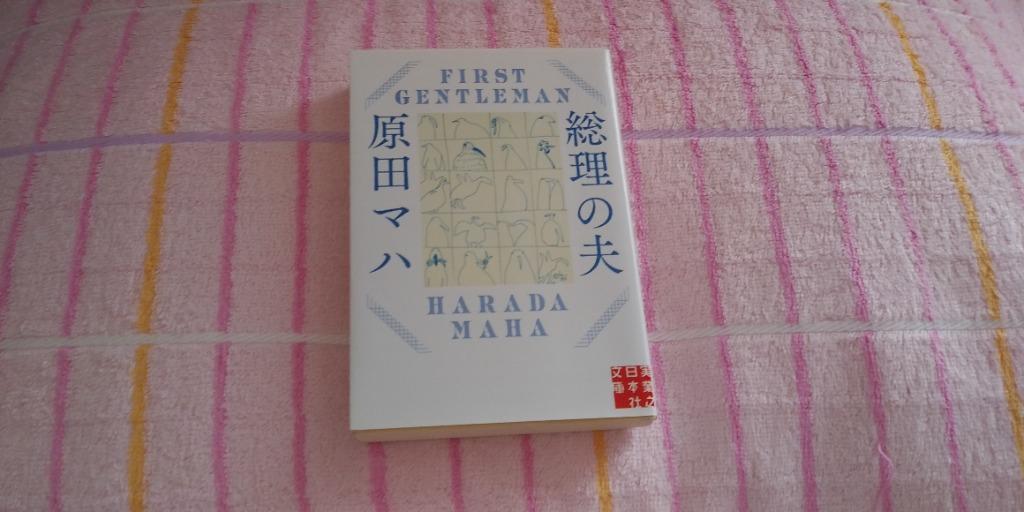 FIRST
GENTLEMAN
総理の夫
原田マハ
HARADA
MAHA
実業之
日本社
文庫